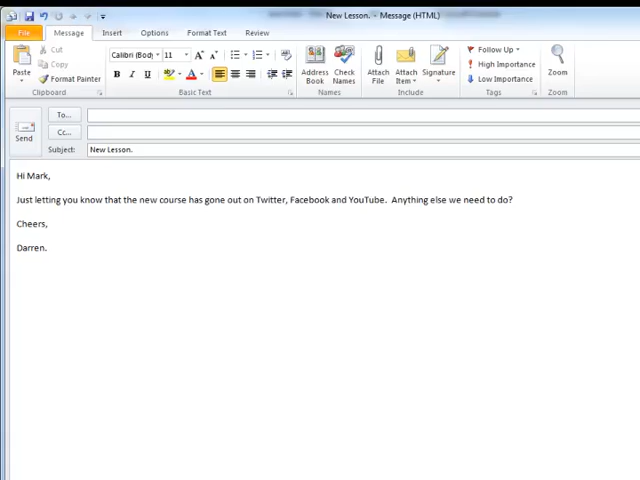 New Lesson. - Message (HTML)
File Message Insert Options Format Text Review
Cut
Copy
Format Painter
Paste
Clipboard
Calibri (Body 11
B I U
Basic Text
Address Book
Check Names
Names
Attach File
Attach Item
Signature
Include
Follow Up
High Importance
Low Importance
Tags
Zoom
Zoom
Send
To...
Cc...
Subject: New Lesson.
Hi Mark,
Just letting you know that the new course has gone out on Twitter, Facebook and YouTube.  Anything else we need to do?
Cheers,
Darren.